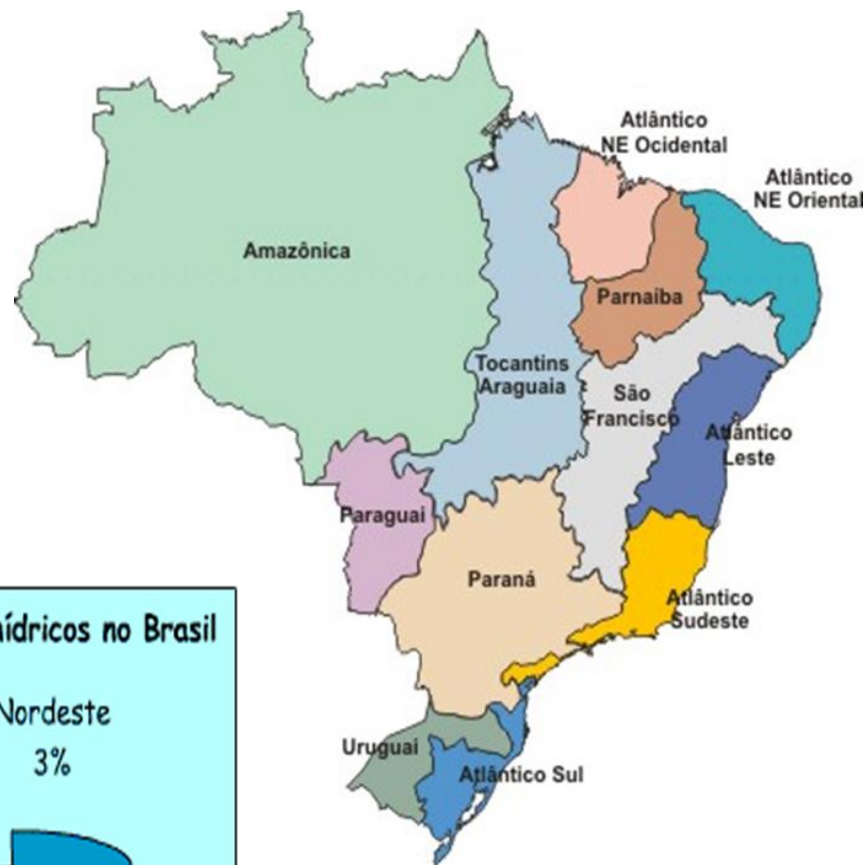 Atlântico
NE Ocidental
Atlântico
NE Oriental
Amazônica
Parnaíba
Tocantins
Araguaia
São
Francisco
Atlântico
Leste
Paraguai
Paraná
Atlântico
Sudeste
Uruguai
Atlântico Sul
ídricos no Brasil
Nordeste
3%